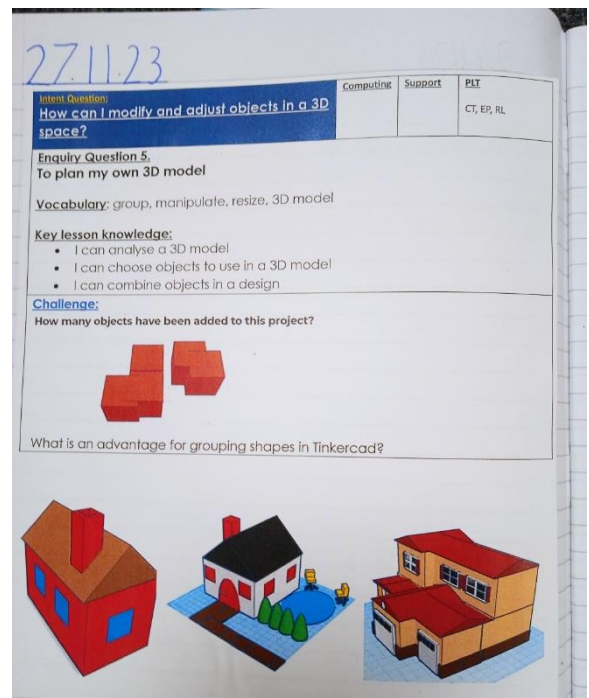 27.11.23
Computing
Support
PLT
Intent Question:
How can I modify and adjust objects in a 3D
space?
CT, EP, RL
Enquiry Question 5.
To plan my own 3D model
Vocabulary: group, manipulate, resize, 3D model
Key lesson knowledge:
• I can analyse a 3D model
• I can choose objects to use in a 3D model
• I can combine objects in a design
Challenge:
How many objects have been added to this project?
What is an advantage for grouping shapes in Tinkercad?